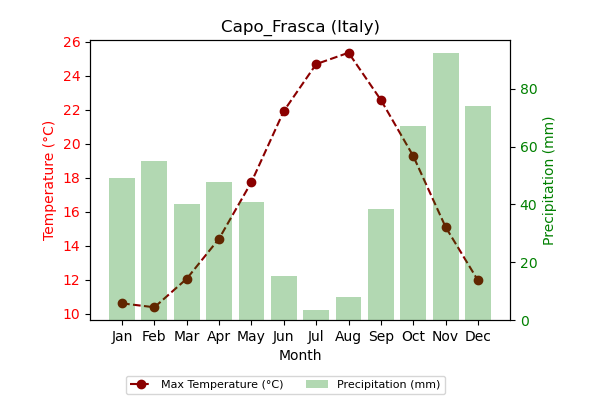 Capo_Frasca (Italy)
Temperature (°C)
26
24
22
20
18
16
14
12
10
80
60
40
20
0
Precipitation (mm)
Jan Feb Mar Apr May Jun Jul Aug Sep Oct Nov Dec
Month
Max Temperature (°C) Precipitation (mm)